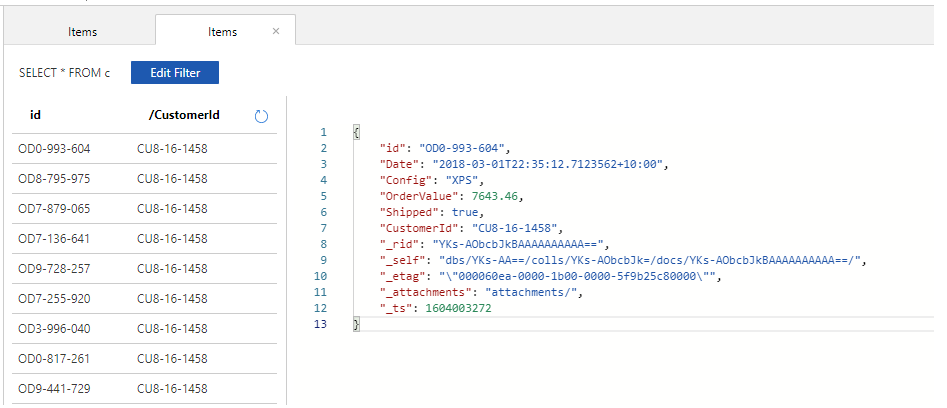 Items
Items ×
SELECT * FROM c
Edit Filter
id /CustomerId
OD0-993-604 CU8-16-1458
OD8-795-975 CU8-16-1458
OD7-879-065 CU8-16-1458
OD7-136-641 CU8-16-1458
OD9-728-257 CU8-16-1458
OD7-255-920 CU8-16-1458
OD3-996-040 CU8-16-1458
OD0-817-261 CU8-16-1458
OD9-441-729 CU8-16-1458
1 {
2 "id": "OD0-993-604",
3 "Date": "2018-03-01T22:35:12.7123562+10:00",
4 "Config": "XPS",
5 "OrderValue": 7643.46,
6 "Shipped": true,
7 "CustomerId": "CU8-16-1458",
8 "_rid": "YKs-AObcbJkBAAAAAAAAAA==",
9 "_self": "dbs/YKs-AA==/colls/YKs-AObcbJk=/docs/YKs-AObcbJkBAAAAAAAAAA==/",
10 "_etag": "\"000060ea-0000-1b00-0000-5f9b25c80000\"",
11 "_attachments": "attachments/",
12 "_ts": 1604003272
13 }